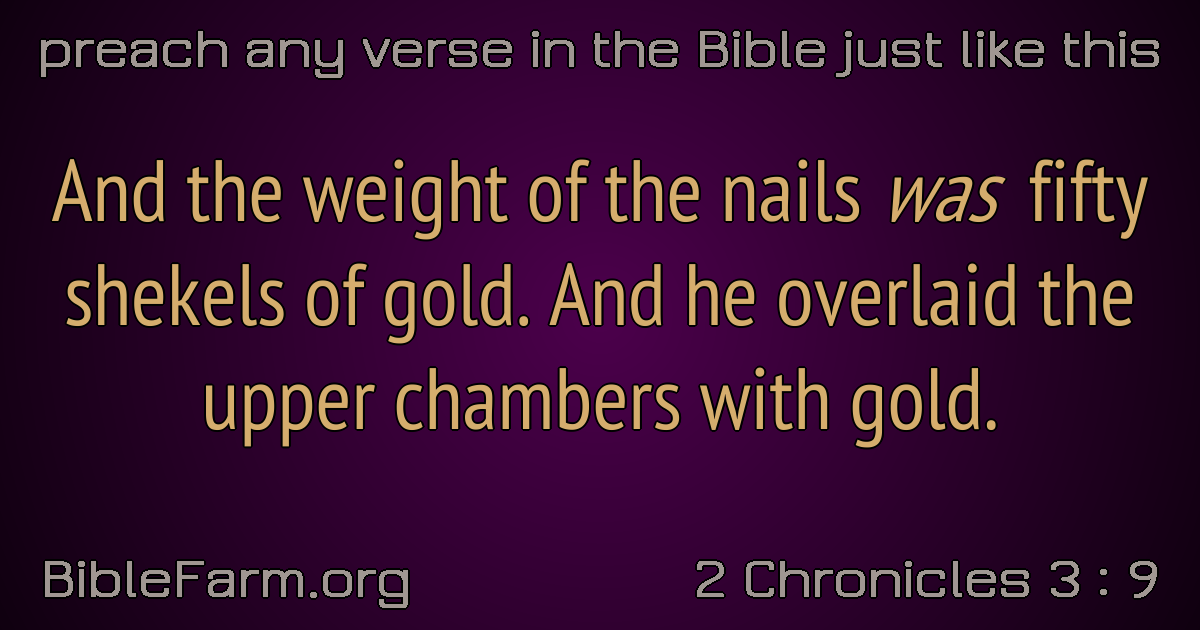 preach any verse in the Bible just like this
And the weight of the nails was fifty
shekels of gold. And he overlaid the
upper chambers with gold.
BibleFarm.org
2 Chronicles 3 : 9